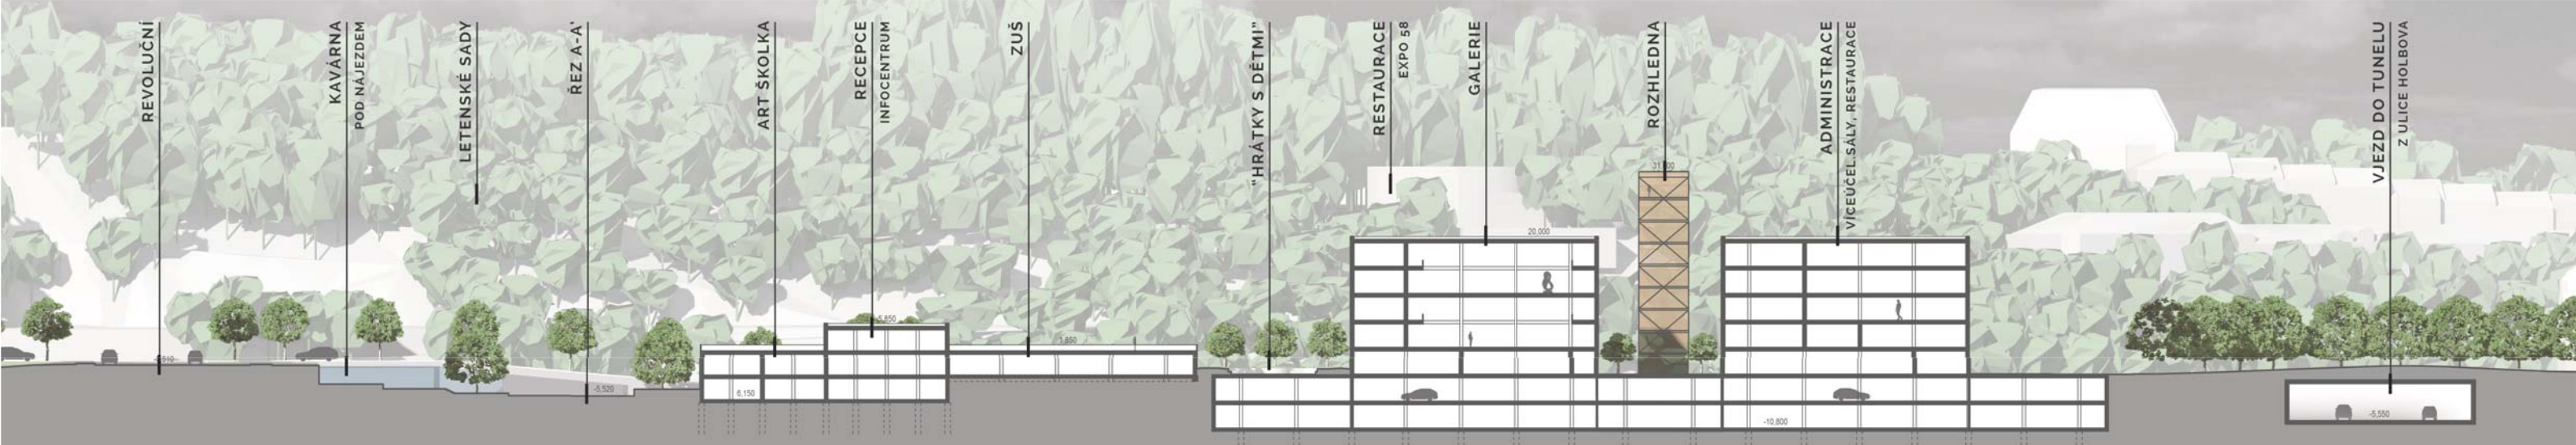 REVOLUČNÍ
KAVÁRNA
POD NÁJEZDEM
LETENSKÉ SADY
ŘEZ A-A'
ART ŠKOLKA
RECEPCE
INFOCENTRUM
ZUŠ
"HRÁTKY S DĚTMI"
RESTAURACE
EXPO 58
GALERIE
ROZHLEDNA
ADMINISTRACE
VÍCEÚČEL.SÁLY, RESTAURACE
VJEZD DO TUNELU
Z ULICE HOLBOVA
20,000
-5,520
6,150
-10,800
-5,550